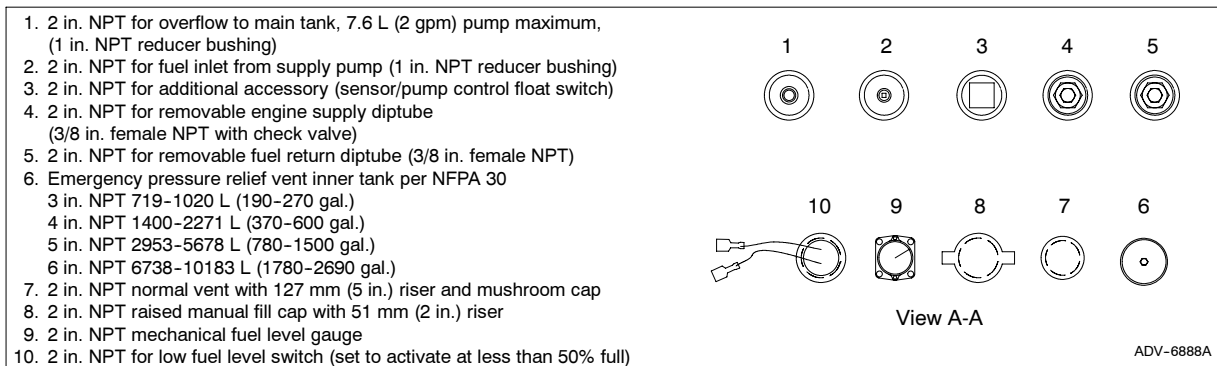 1. 2 in. NPT for overflow to main tank, 7.6 L (2 gpm) pump maximum,
(1 in. NPT reducer bushing)
2. 2 in. NPT for fuel inlet from supply pump (1 in. NPT reducer bushing)
3. 2 in. NPT for additional accessory (sensor/pump control float switch)
4. 2 in. NPT for removable engine supply diptube
(3/8 in. female NPT with check valve)
5. 2 in. NPT for removable fuel return diptube (3/8 in. female NPT)
6. Emergency pressure relief vent inner tank per NFPA 30
3 in. NPT 719-1020 L (190-270 gal.)
4 in. NPT 1400-2271 L (370-600 gal.)
5 in. NPT 2953-5678 L (780-1500 gal.)
6 in. NPT 6738-10183 L (1780-2690 gal.)
7. 2 in. NPT normal vent with 127 mm (5 in.) riser and mushroom cap
8. 2 in. NPT raised manual fill cap with 51 mm (2 in.) riser
9. 2 in. NPT mechanical fuel level gauge
10. 2 in. NPT for low fuel level switch (set to activate at less than 50% full)
1 2 3 4 5
10 9 8 7 6
View A-A
ADV-6888A